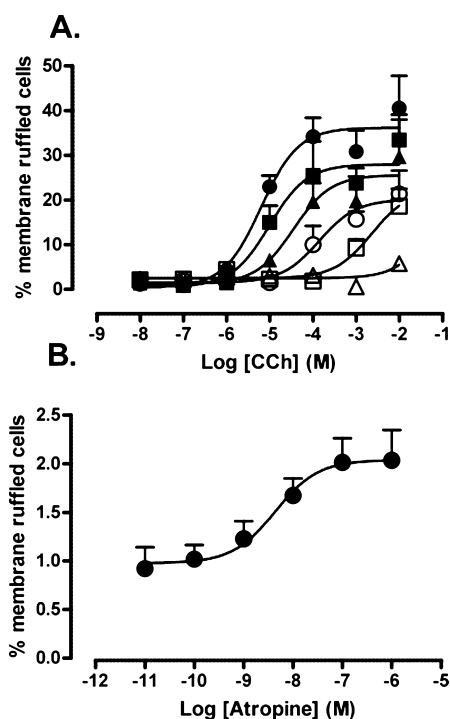 A.
% membrane ruffled cells
50
40
30
20
10
0
-9 -8 -7 -6 -5 -4 -3 -2 -1
Log [CCh] (M)
B.
% membrane ruffled cells
2.5
2.0
1.5
1.0
0.5
0.0
-12 -11 -10 -9 -8 -7 -6 -5
Log [Atropine] (M)